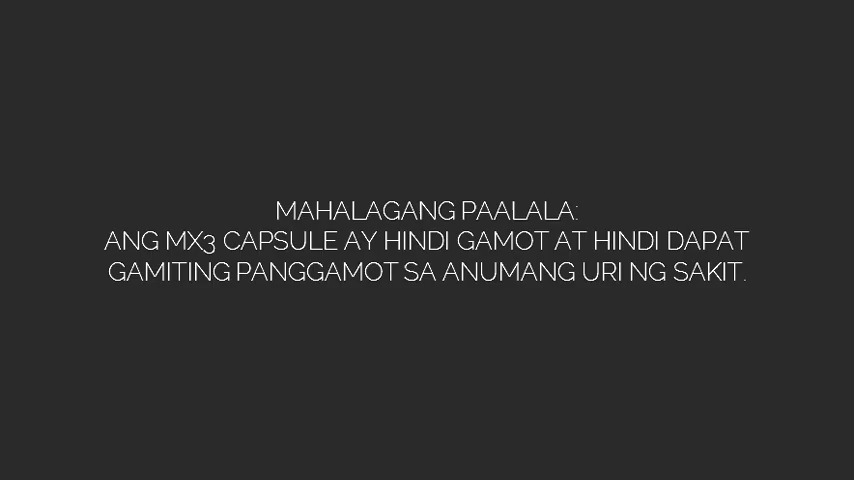 MAHALAGANG PAALALA:
ANG MX3 CAPSULE AY HINDI GAMOT AT HINDI DAPAT
GAMITING PANGGAMOT SA ANUMANG URI NG SAKIT.